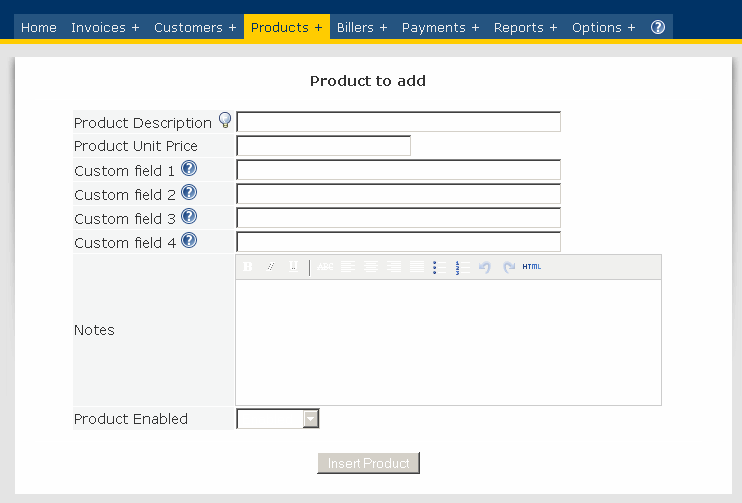 Home Invoices + Customers + Products + Billers + Payments + Reports + Options + ?
Product to add
Product Description
Product Unit Price
Custom field 1 ?
Custom field 2 ?
Custom field 3 ?
Custom field 4 ?
B I U ABC HTML
Notes
Product Enabled
Insert Product